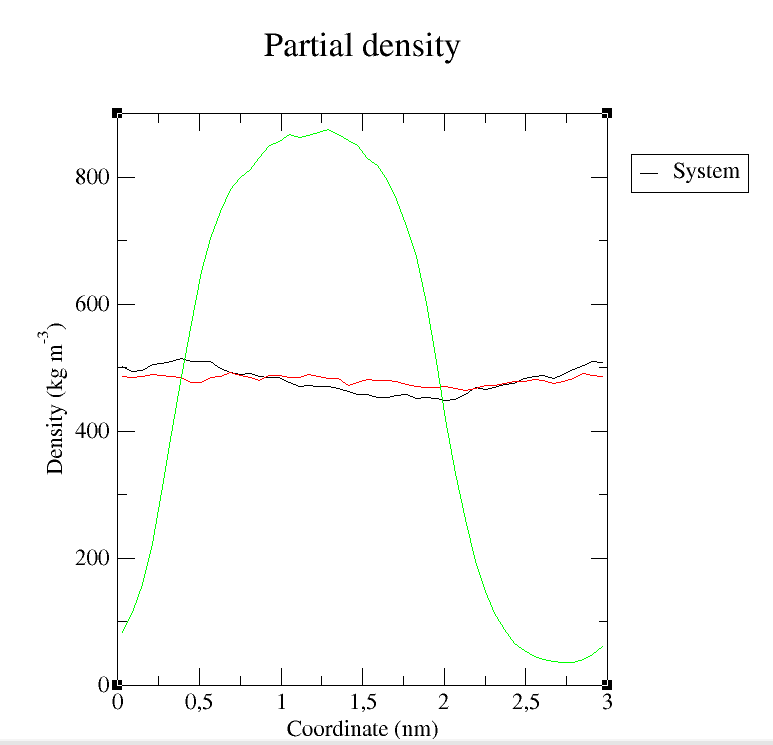 Partial density
System
800
600
400
200
0
Density (kg m-3)
0 0,5 1 1,5 2 2,5 3
Coordinate (nm)